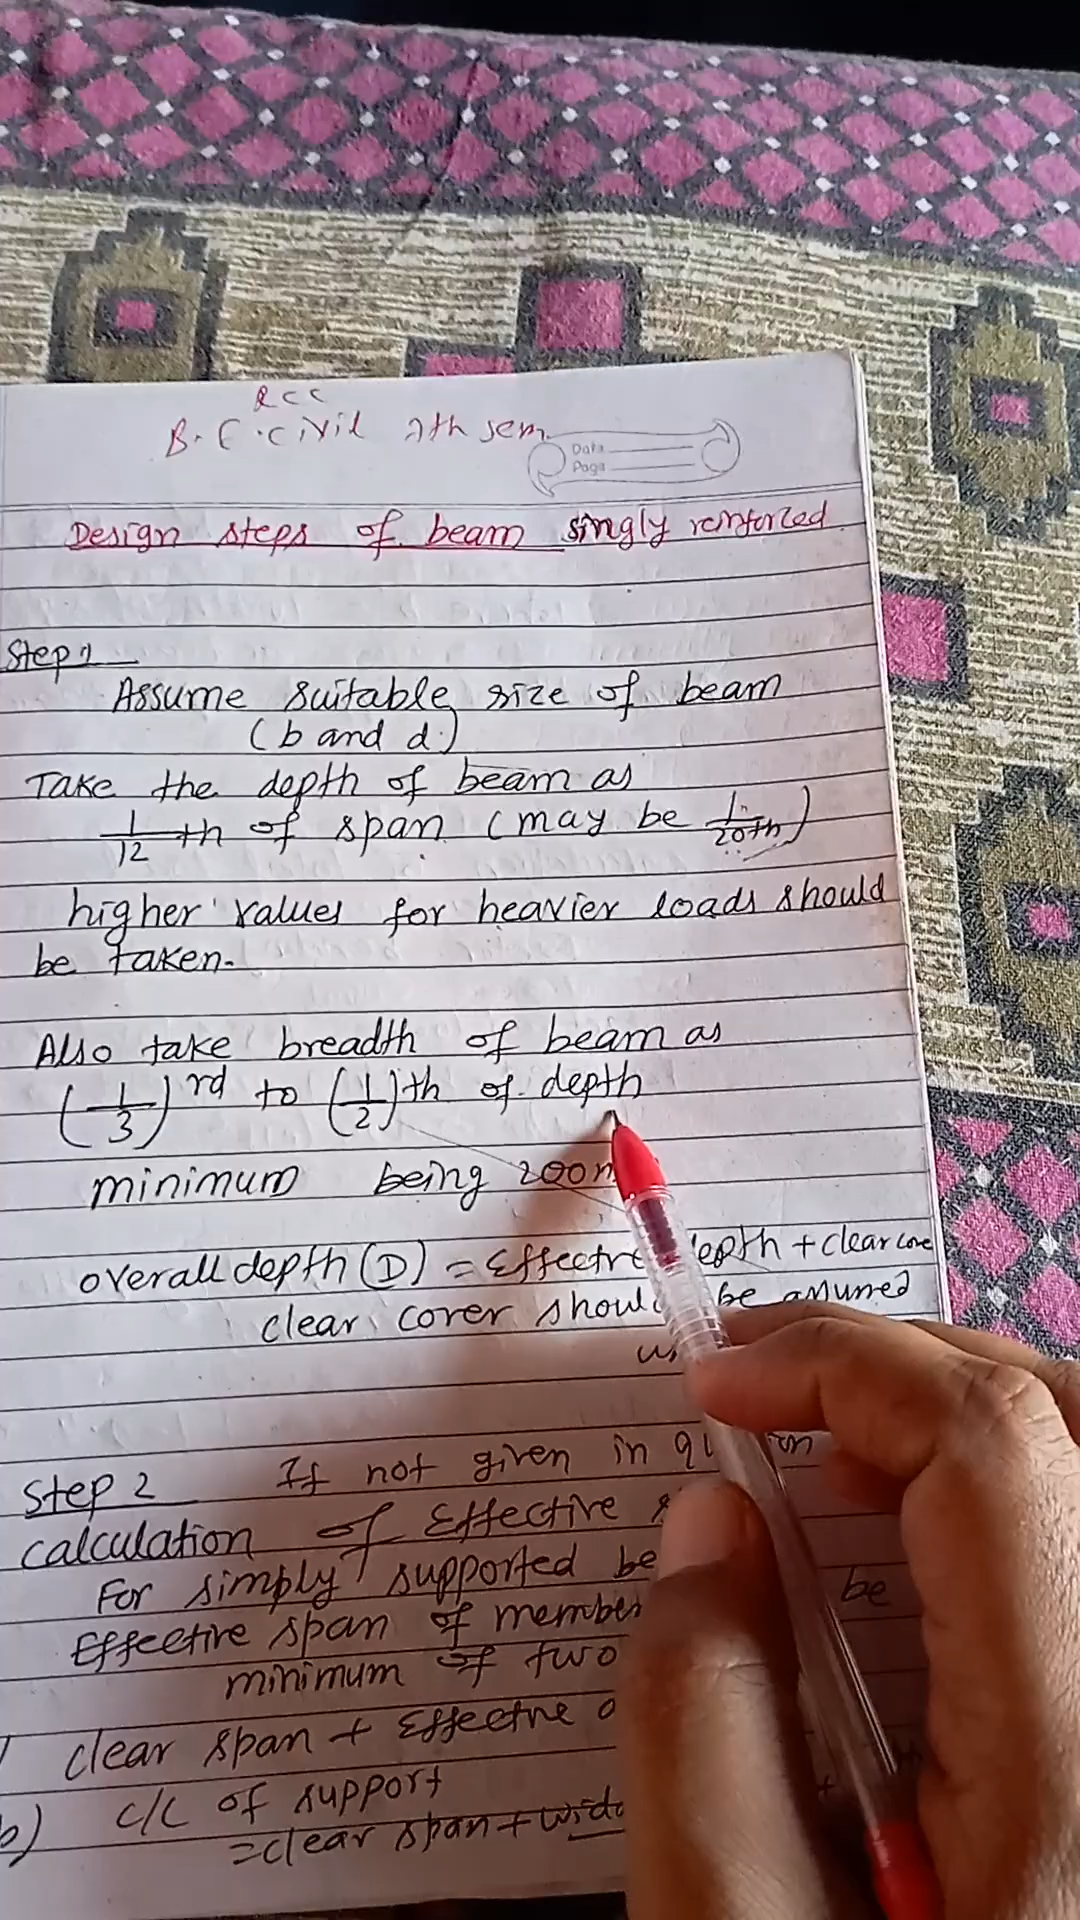 RCC
B.E.Civil 7th sem.
Data
Page
Design steps of beam singly reinforced.
Step 1
Assume suitable size of beam
(b and d.)
Take the depth of beam as
1/12 th of span (may be 1/20th)
higher values for heavier loads should
be taken.
Also take breadth of beam as
(1/3)rd to (1/2)th of depth
minimum being 200
overall depth (D) = Effective depth + clear cover
clear cover should be assumed
Step 2 If not given in
calculation of Effective
For simply supported be
Effective span of member be
minimum of two
clear span + Effective
b) c/c of support
= clear span +